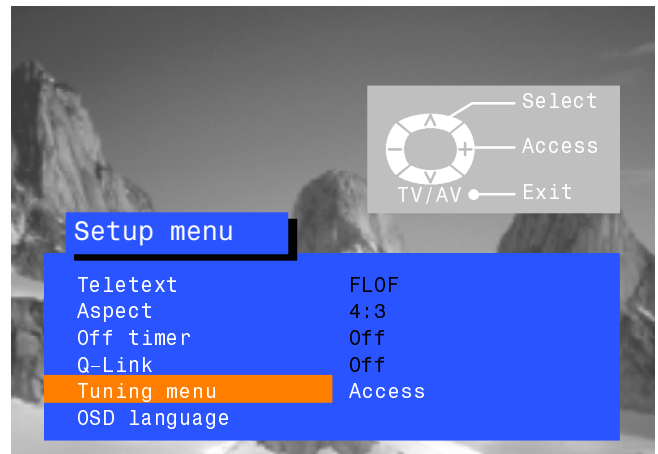 Select
Access
TV/AV Exit
Setup menu
Teletext FLOF
Aspect 4:3
Off timer Off
Q-Link Off
Tuning menu Access
OSD language